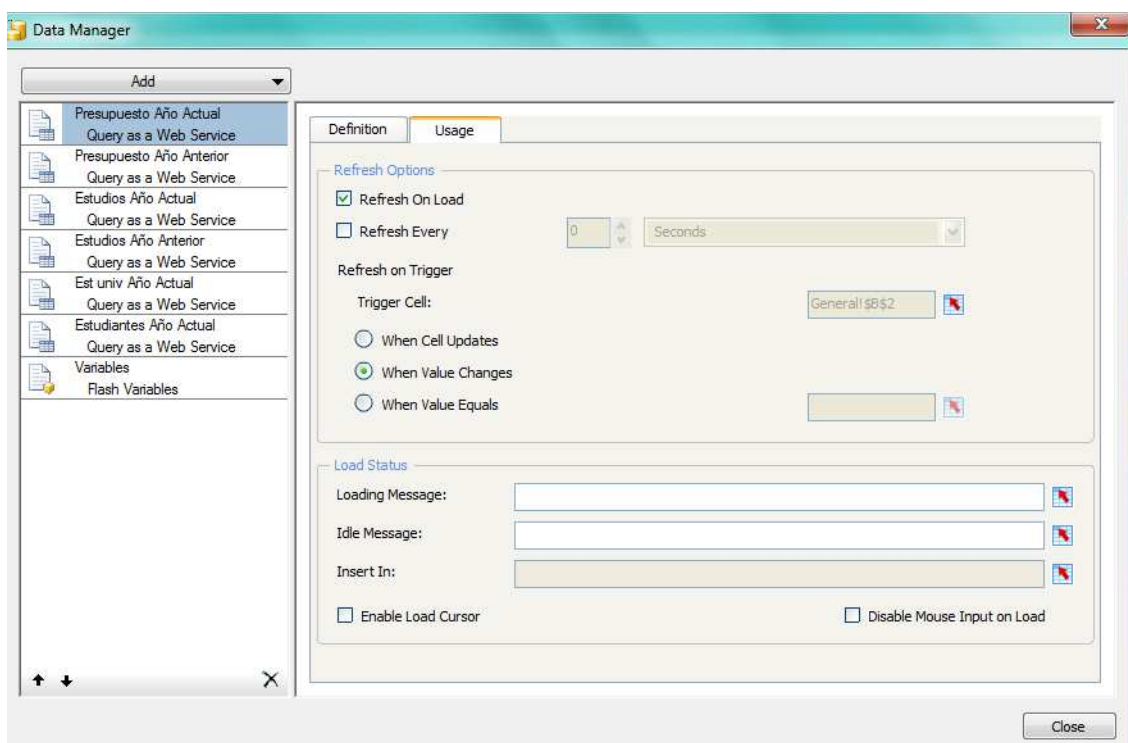 Data Manager
Add
Presupuesto Año Actual
Query as a Web Service
Presupuesto Año Anterior
Query as a Web Service
Estudios Año Actual
Query as a Web Service
Estudios Año Anterior
Query as a Web Service
Est univ Año Actual
Query as a Web Service
Estudiantes Año Actual
Query as a Web Service
Variables
Flash Variables
Definition
Usage
Refresh Options
Refresh On Load
Refresh Every
0
Seconds
Refresh on Trigger
Trigger Cell:
General!$B$2
When Cell Updates
When Value Changes
When Value Equals
Load Status
Loading Message:
Idle Message:
Insert In:
Enable Load Cursor
Disable Mouse Input on Load
Close